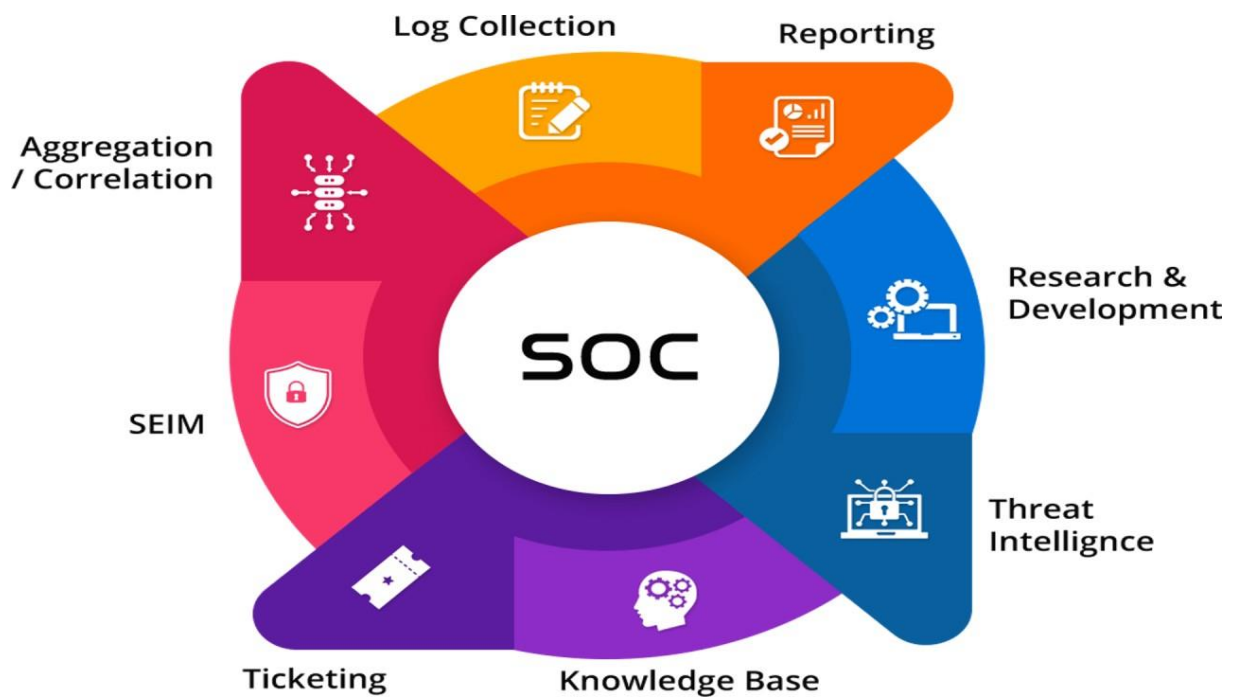 Log Collection
Reporting
Aggregation
/ Correlation
Research &
Development
SOC
SEIM
Threat
Intellignce
Ticketing
Knowledge Base